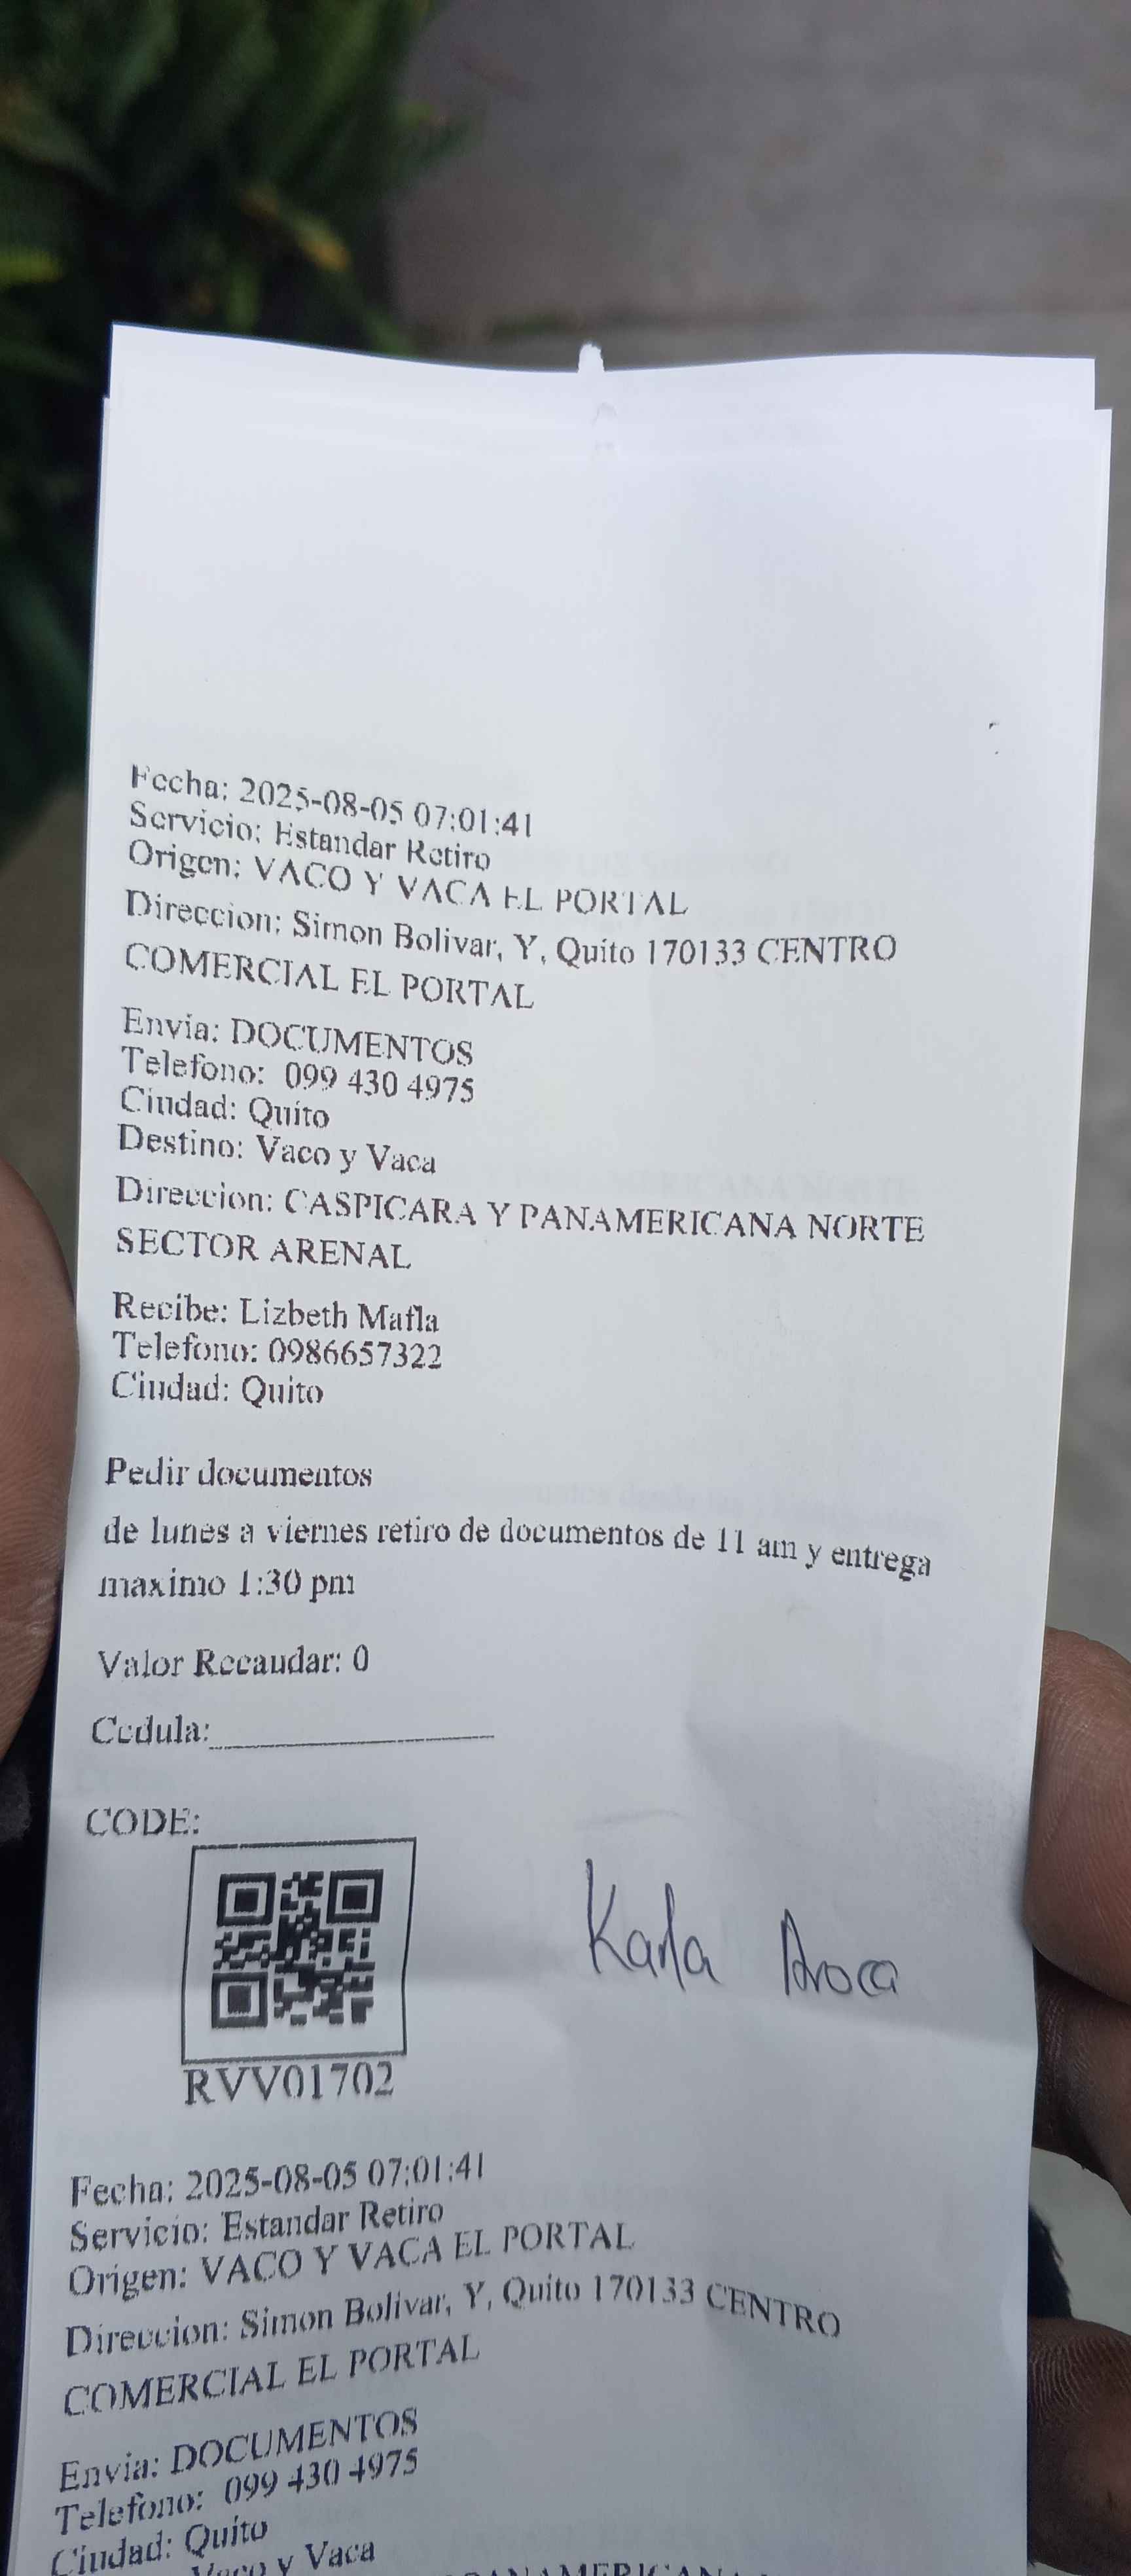 Fecha: 2025-08-05 07:01:41
Servicio: Estandar Retiro
Origen: VACO Y VACA EL PORTAL
Direccion: Simon Bolivar, Y, Quito 170133 CENTRO
COMERCIAL EL PORTAL
Envia: DOCUMENTOS
Telefono: 099 430 4975
Ciudad: Quito
Destino: Vaco y Vaca
Direccion: CASPICARA Y PANAMERICANA NORTE
SECTOR ARENAL
Recibe: Lizbeth Mafla
Telefono: 0986657322
Ciudad: Quito
Pedir documentos
de lunes a viernes retiro de documentos de 11 am y entrega
maximo 1:30 pm
Valor Recaudar: 0
Cedula:
CODE:
Karla Aroca
RVV01702
Fecha: 2025-08-05 07:01:41
Servicio: Estandar Retiro
Origen: VACO Y VACA EL PORTAL
Direccion: Simon Bolivar, Y, Quito 170133 CENTRO
COMERCIAL EL PORTAL
Envia: DOCUMENTOS
Telefono: 099 430 4975
Ciudad: Quito
Vaco y Vaca